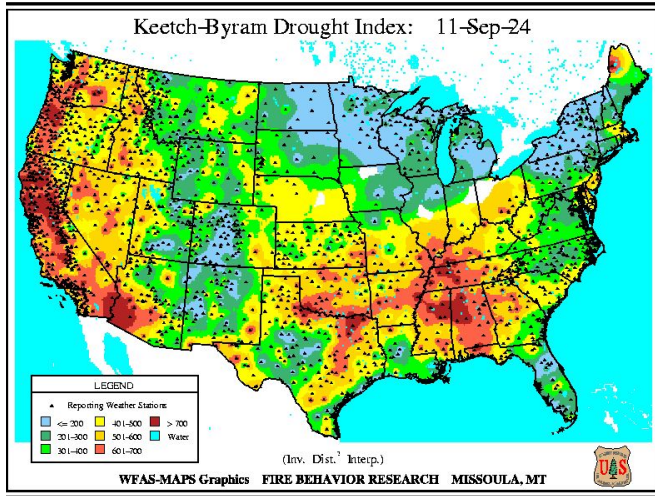 Keetch-Byram Drought Index: 11-Sep-24
LEGEND
Reporting Weather Stations
<= 200
201-300
301-400
401-500
501-600
601-700
> 700
Water
(Inv. Dist.² Interp.)
WFAS-MAPS Graphics FIRE BEHAVIOR RESEARCH MISSOULA, MT
UAS